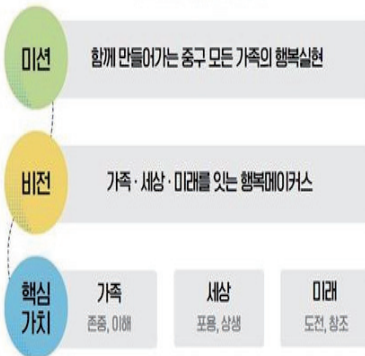 미션
함께 만들어가는 중구 모든 가족의 행복실현
비전
가족·세상·미래를 잇는 행복메이커스
핵심
가치
가족
존중, 이해
세상
포용, 상생
미래
도전, 창조